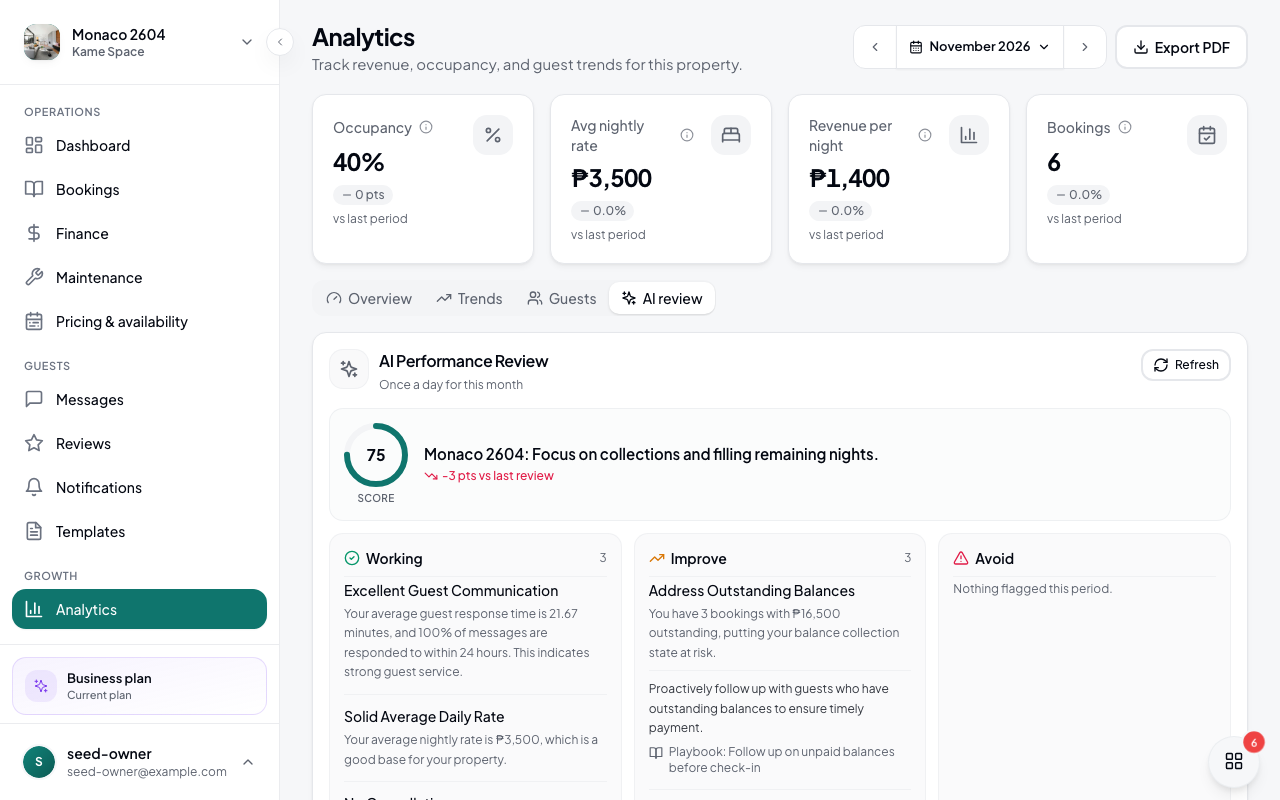 Monaco 2604
Kame Space
OPERATIONS
Dashboard
Bookings
Finance
Maintenance
Pricing & availability
GUESTS
Messages
Reviews
Notifications
Templates
GROWTH
Analytics
Business plan
Current plan
S
seed-owner
seed-owner@example.com
Analytics
Track revenue, occupancy, and guest trends for this property.
November 2026
Export PDF
Occupancy
40%
– 0 pts
vs last period
Avg nightly
rate
₱3,500
– 0.0%
vs last period
Revenue per
night
₱1,400
– 0.0%
vs last period
Bookings
6
– 0.0%
vs last period
Overview
Trends
Guests
AI review
AI Performance Review
Once a day for this month
Refresh
75
SCORE
Monaco 2604: Focus on collections and filling remaining nights.
-3 pts vs last review
Working
3
Excellent Guest Communication
Your average guest response time is 21.67
minutes, and 100% of messages are
responded to within 24 hours. This indicates
strong guest service.
Solid Average Daily Rate
Your average nightly rate is ₱3,500, which is a
good base for your property.
Improve
3
Address Outstanding Balances
You have 3 bookings with ₱16,500
outstanding, putting your balance collection
state at risk.
Proactively follow up with guests who have
outstanding balances to ensure timely
payment.
Playbook: Follow up on unpaid balances
before check-in
Avoid
Nothing flagged this period.
6